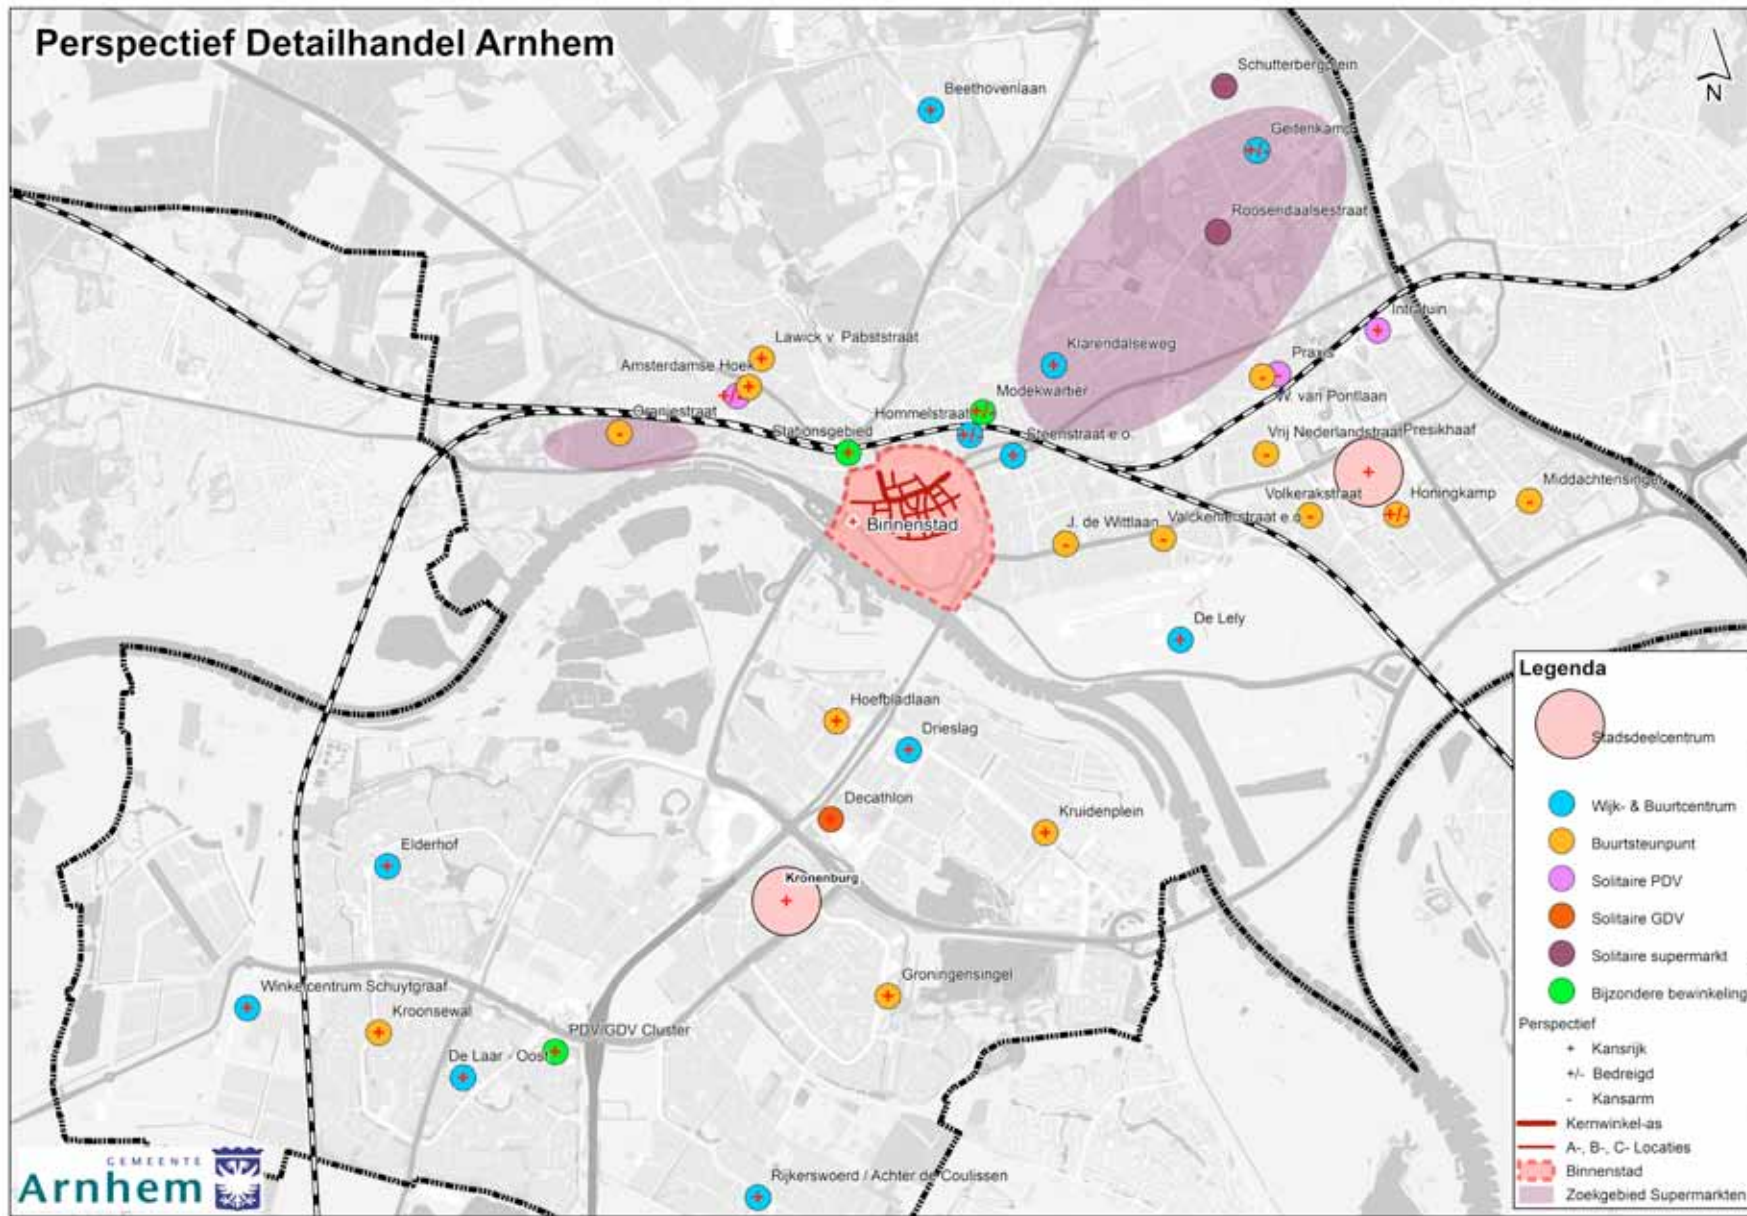 Perspectief Detailhandel Arnhem
N
Schutterbergplein
Beethovenlaan
Geitenkamp
+/-
Roosendaalsestraat
Intratuin
Lawick v. Pabststraat
Klarendalseweg
Praxis
Amsterdamse Hoek
+/-
Modekwartier
+/-
W. van Pontlaan
Oranjestraat
Hommelstraat
+/-
Stationsgebied
Steenstraat e.o.
Vrij Nederlandstraat
Presikhaaf
Middachtensingel
Volkerakstraat
Honingkamp
+/-
Binnenstad
J. de Wittlaan
Valckenierstraat e.o.
De Lely
Hoefbladlaan
Drieslag
Decathlon
Kruidenplein
Elderhof
Kronenburg
Groningensingel
Winkelcentrum Schuytgraaf
Kroonsewal
PDV/GDV Cluster
De Laar - Oost
Rijkerswoerd / Achter de Coulissen
Legenda
Stadsdeelcentrum
Wijk- & Buurtcentrum
Buurtsteunpunt
Solitaire PDV
Solitaire GDV
Solitaire supermarkt
Bijzondere bewinkeling
Perspectief
+ Kansrijk
+/- Bedreigd
- Kansarm
Kernwinkel-as
A-, B-, C- Locaties
Binnenstad
Zoekgebied Supermarkten
GEMEENTE
Arnhem